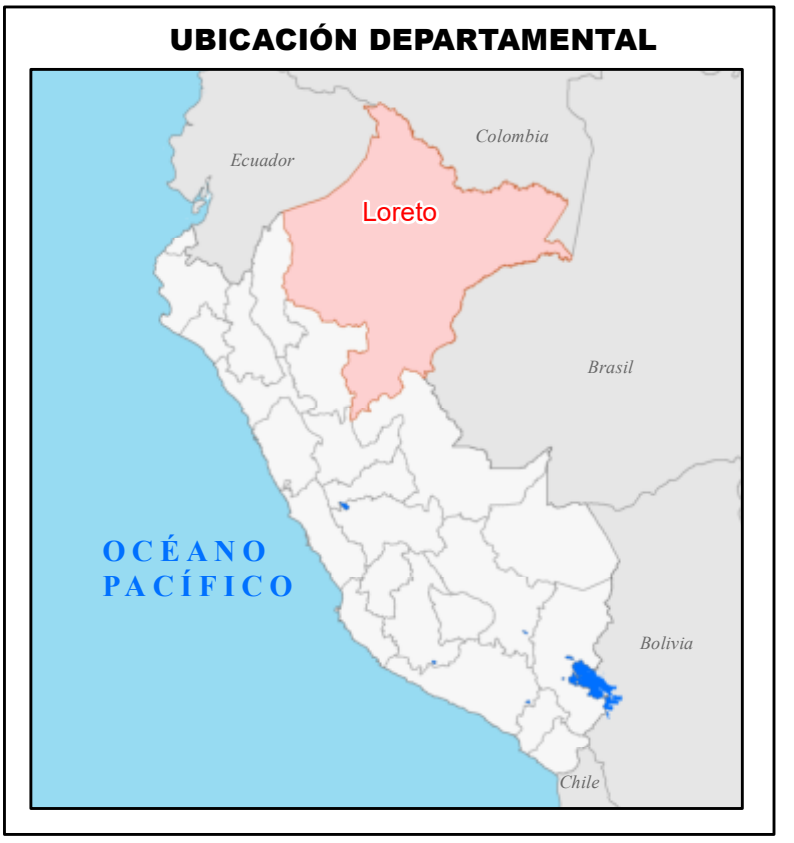 UBICACIÓN DEPARTAMENTAL
Colombia
Ecuador
Loreto
Brasil
OCÉANO
PACÍFICO
Bolivia
Chile